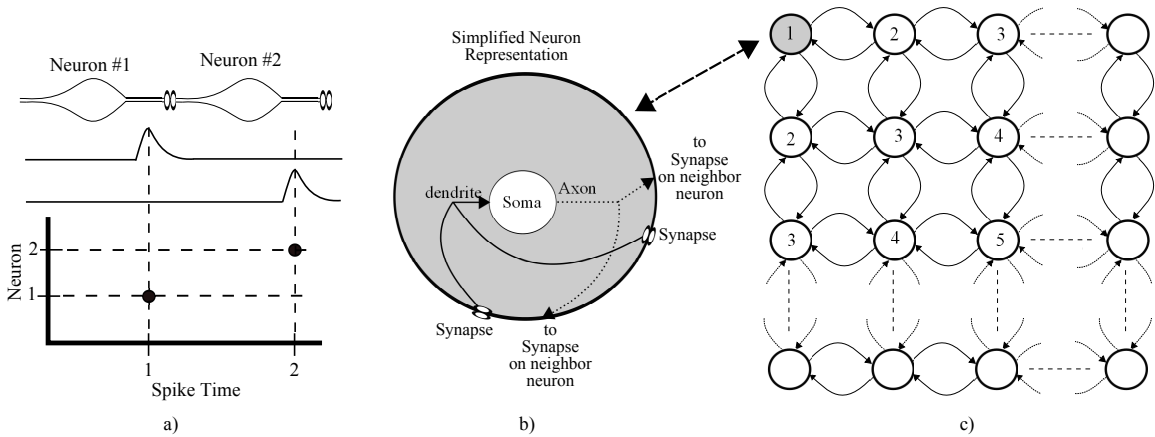 a)
Neuron #1
Neuron #2
Neuron
2
1
1
2
Spike Time
a)
Simplified Neuron
Representation
dendrite
Soma
Axon
to
Synapse
on neighbor
neuron
Synapse
Synapse
to
Synapse
on neighbor
neuron
b)
c)
1
2
3
2
3
4
3
4
5
c)